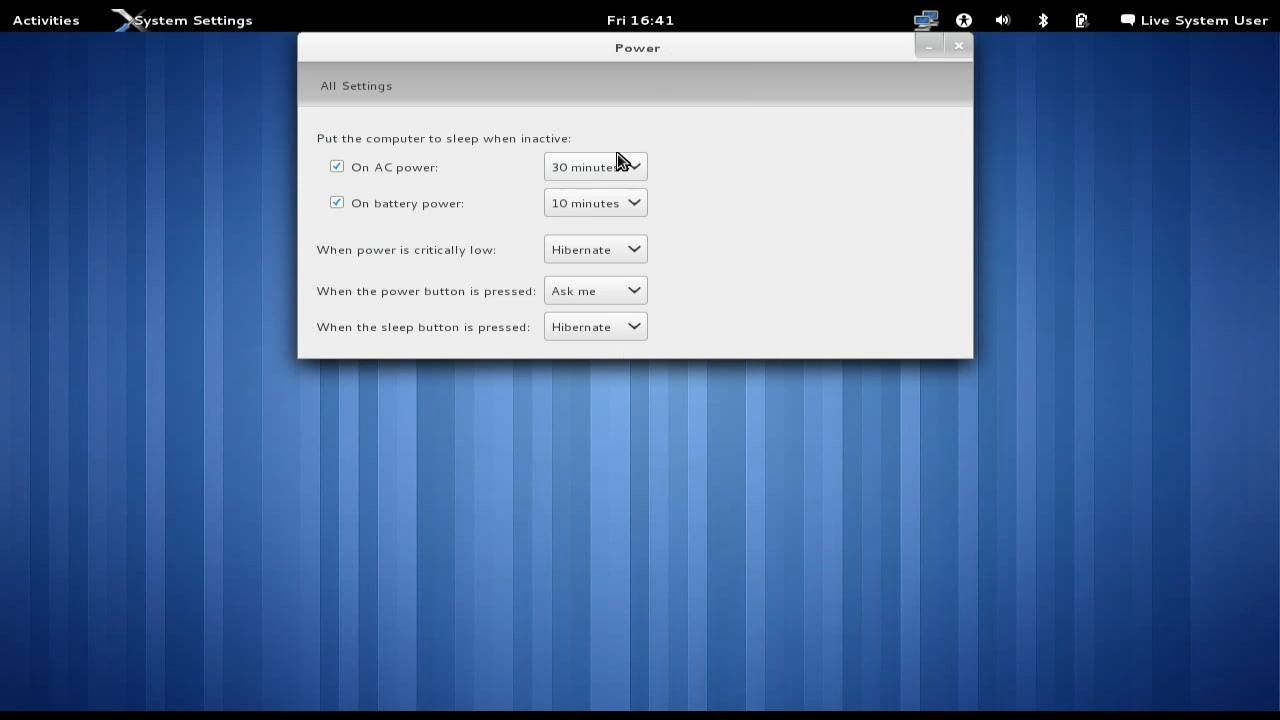 Activities System Settings Fri 16:41 Live System User
Power
All Settings
Put the computer to sleep when inactive:
On AC power: 30 minutes
On battery power: 10 minutes
When power is critically low: Hibernate
When the power button is pressed: Ask me
When the sleep button is pressed: Hibernate